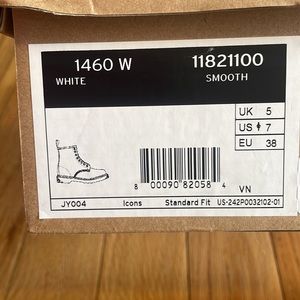 1460 W 11821100
WHITE SMOOTH
UK 5
US 7
EU 38
8 00090 82058 4
VN
JY004 Icons Standard Fit US-242P0032102-01